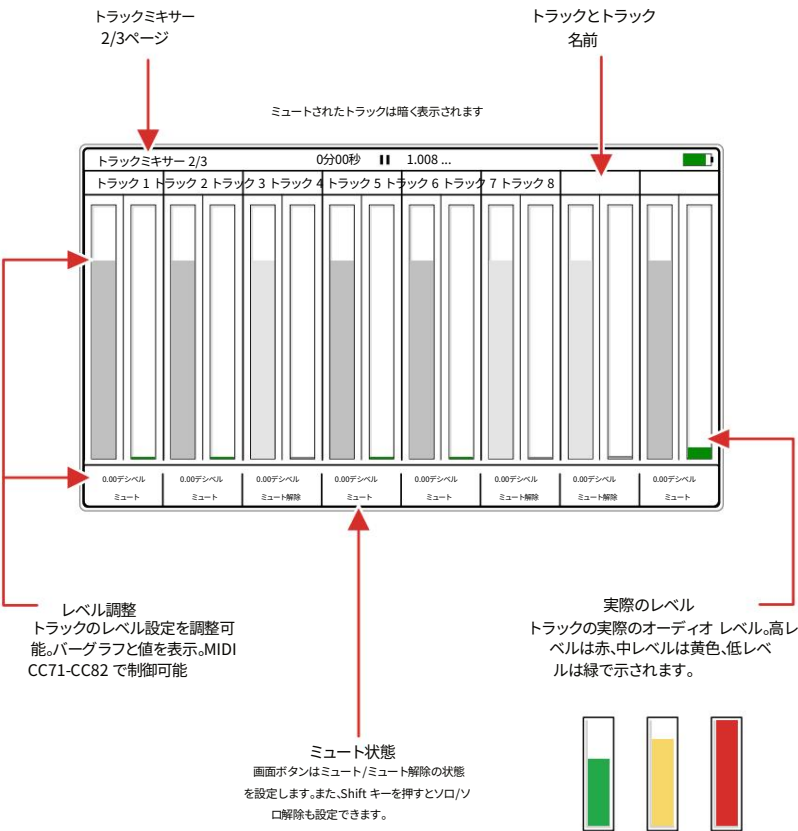 トラックミキサー
2/3ページ
トラックとトラック
名前
ミュートされたトラックは暗く表示されます
トラックミキサー 2/3 0分00秒 1.008 ...
トラック 1 トラック 2 トラック 3 トラック 4 トラック 5 トラック 6 トラック 7 トラック 8
0.00デシベル 0.00デシベル 0.00デシベル 0.00デシベル 0.00デシベル 0.00デシベル 0.00デシベル 0.00デシベル
ミュート ミュート ミュート解除 ミュート ミュート ミュート解除 ミュート解除 ミュート
レベル調整
トラックのレベル設定を調整可
能。バーグラフと値を表示。MIDI
CC71-CC82 で制御可能
実際のレベル
トラックの実際のオーディオ レベル。高レ
ベルは赤、中レベルは黄色、低レベ
ルは緑で示されます。
ミュート状態
画面ボタンはミュート/ミュート解除の状態
を設定します。また、Shift キーを押すとソロ/ソ
ロ解除も設定できます。